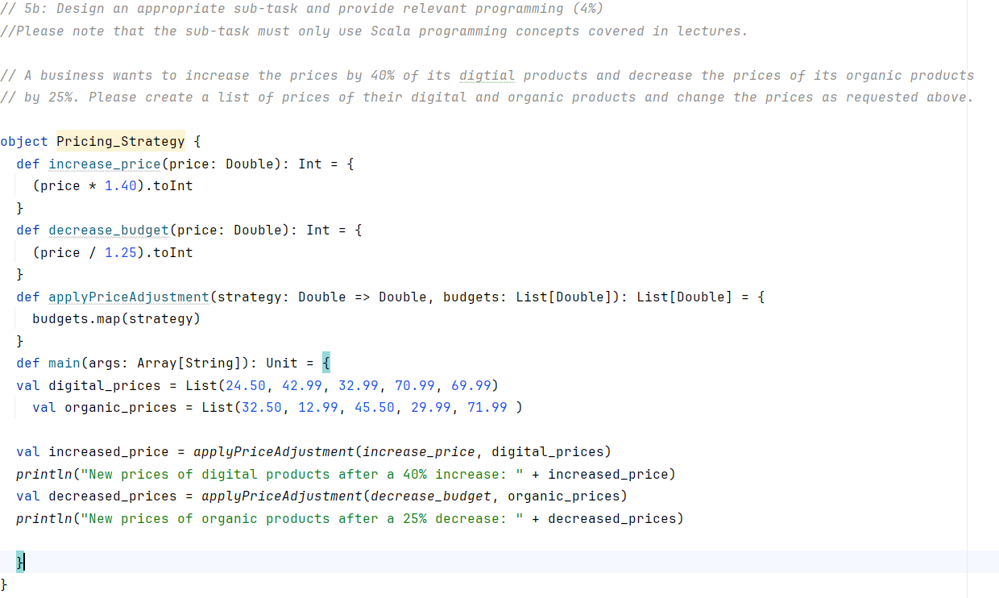 // 5b: Design an appropriate sub-task and provide relevant programming (4%)
//Please note that the sub-task must only use Scala programming concepts covered in lectures.
// A business wants to increase the prices by 40% of its digtial products and decrease the prices of its organic products
// by 25%. Please create a list of prices of their digital and organic products and change the prices as requested above.
object Pricing_Strategy {
  def increase_price(price: Double): Int = {
    (price * 1.40).toInt
  }
  def decrease_budget(price: Double): Int = {
    (price / 1.25).toInt
  }
  def applyPriceAdjustment(strategy: Double => Double, budgets: List[Double]): List[Double] = {
    budgets.map(strategy)
  }
  def main(args: Array[String]): Unit = {
  val digital_prices = List(24.50, 42.99, 32.99, 70.99, 69.99)
    val organic_prices = List(32.50, 12.99, 45.50, 29.99, 71.99 )
  val increased_price = applyPriceAdjustment(increase_price, digital_prices)
  println("New prices of digital products after a 40% increase: " + increased_price)
  val decreased_prices = applyPriceAdjustment(decrease_budget, organic_prices)
  println("New prices of organic products after a 25% decrease: " + decreased_prices)
  }
}